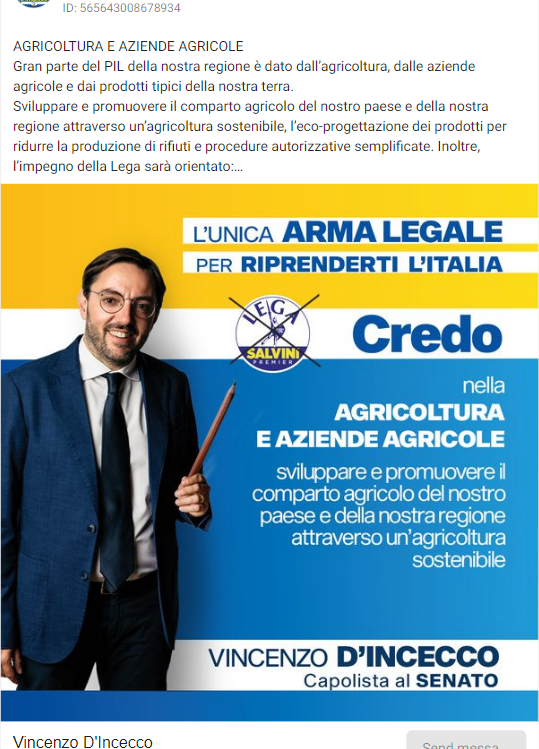 ID: 565643008678934
AGRICOLTURA E AZIENDE AGRICOLE
Gran parte del PIL della nostra regione è dato dall'agricoltura, dalle aziende
agricole e dai prodotti tipici della nostra terra.
Sviluppare e promuovere il comparto agricolo del nostro paese e della nostra
regione attraverso un'agricoltura sostenibile, l'eco-progettazione dei prodotti per
ridurre la produzione di rifiuti e procedure autorizzative semplificate. Inoltre,
l'impegno della Lega sarà orientato:...
L'UNICA ARMA LEGALE
PER RIPRENDERTI L'ITALIA
LEGA
SALVINI
PREMIER
Credo
nella
AGRICOLTURA
E AZIENDE AGRICOLE
sviluppare e promuovere il
comparto agricolo del nostro
paese e della nostra regione
attraverso un'agricoltura
sostenibile
VINCENZO D'INCECCO
Capolista al SENATO
Vincenzo D'Incecco
Send messa...